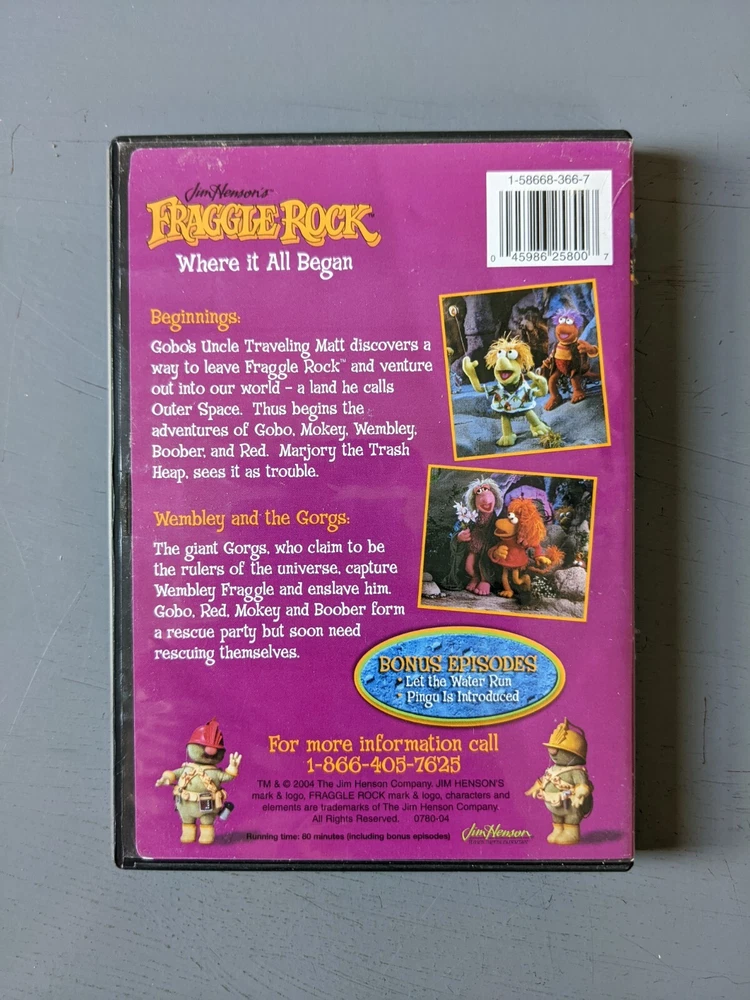 Jim Henson's
FRAGGLE ROCK™
Where it All Began
1-58668-366-7
0 45986 25800 7
Beginnings:
Gobo's Uncle Traveling Matt discovers a
way to leave Fraggle Rock™ and venture
out into our world - a land he calls
Outer Space. Thus begins the
adventures of Gobo, Mokey, Wembley,
Boober, and Red. Marjory the Trash
Heap, sees it as trouble.
Wembley and the Gorgs:
The giant Gorgs, who claim to be
the rulers of the universe, capture
Wembley Fraggle and enslave him.
Gobo, Red, Mokey and Boober form
a rescue party but soon need
rescuing themselves.
BONUS EPISODES
Let the Water Run
Pingu Is Introduced
For more information call
1-866-405-7625
TM & © 2004 The Jim Henson Company. JIM HENSON'S
mark & logo, FRAGGLE ROCK mark & logo, characters and
elements are trademarks of The Jim Henson Company.
All Rights Reserved. 0780-04
Running time: 60 minutes (including bonus episodes)
Jim Henson